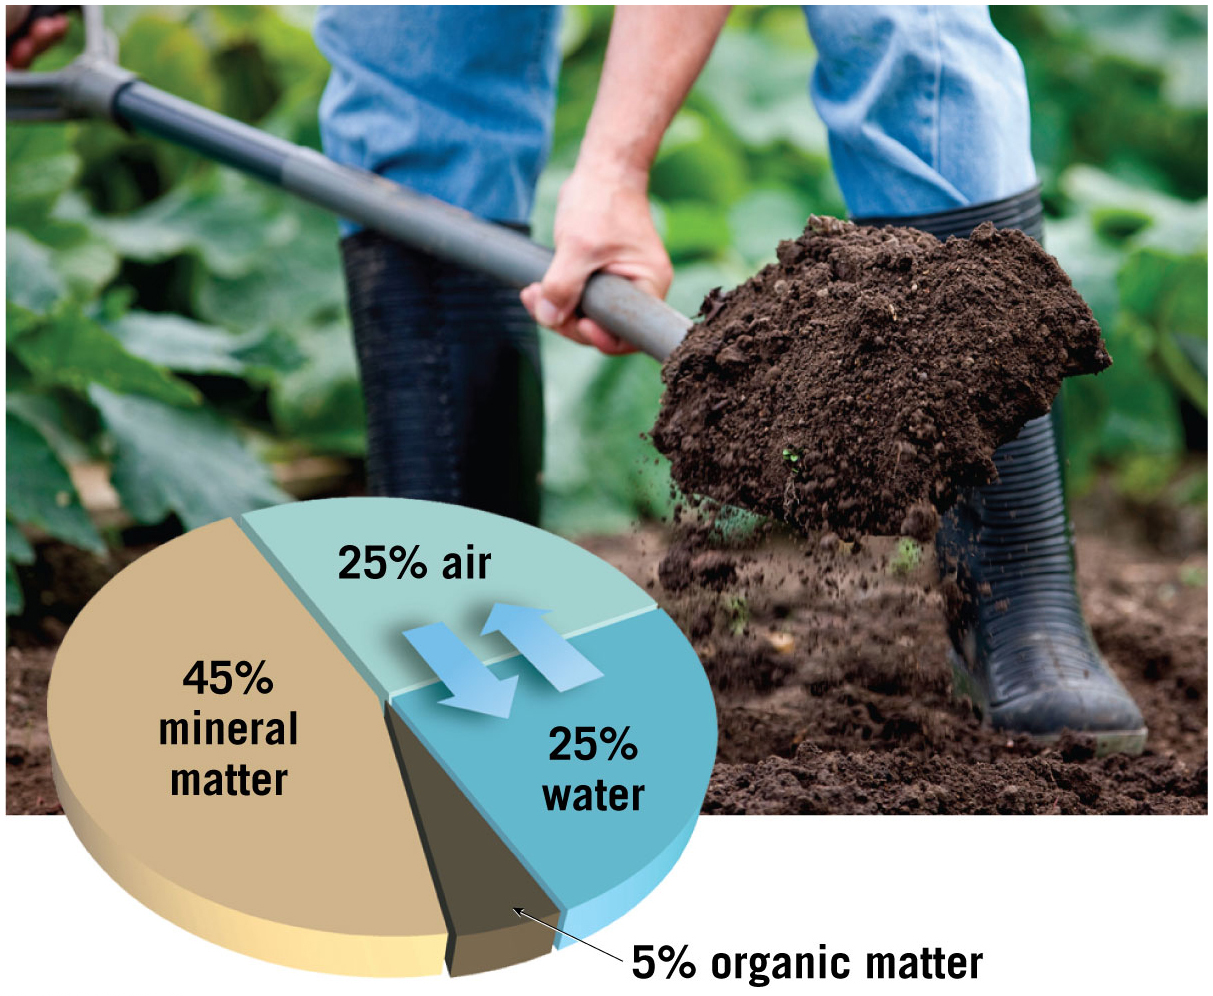 25% air
45%
mineral
matter
25%
water
5% organic matter